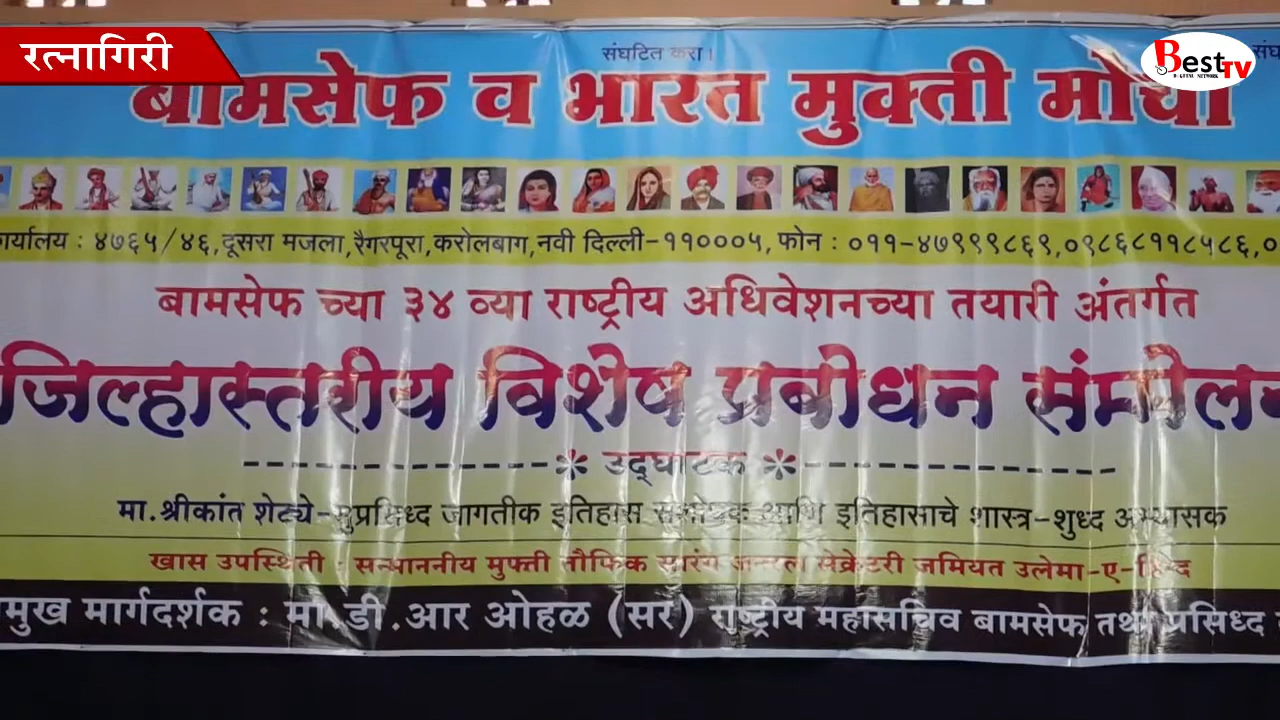 रत्नागिरी
BestTV
संघटित करा।
बामसेफ व भारत मुक्ती मोर्चा
कार्यालय : ४७६५/४६,दूसरा मजला,रैगरपूरा,करोलबाग,नवी दिल्ली-११०००५, फोन : ०११-४७९९९८६९,०९८६८११८५८६,०
बामसेफ च्या ३४ व्या राष्ट्रीय अधिवेशनच्या तयारी अंतर्गत
जिल्हास्तरीय विशेष प्रबोधन संमीलन
उद्घाटक
मा.श्रीकांत शेट्ये-सुप्रसिध्द जागतीक इतिहास संशोधक आणि इतिहासाचे शास्त्र-शुध्द अभ्यासक
खास उपस्थिती : सन्माननीय मुफ्ती तौफिक सारंग जनरल सेक्रेटरी जमियत उलेमा-ए-हिन्द
मुख मार्गदर्शक : मा.डी.आर ओहळ (सर) राष्ट्रीय महासचिव बामसेफ तथा प्रसिध्द